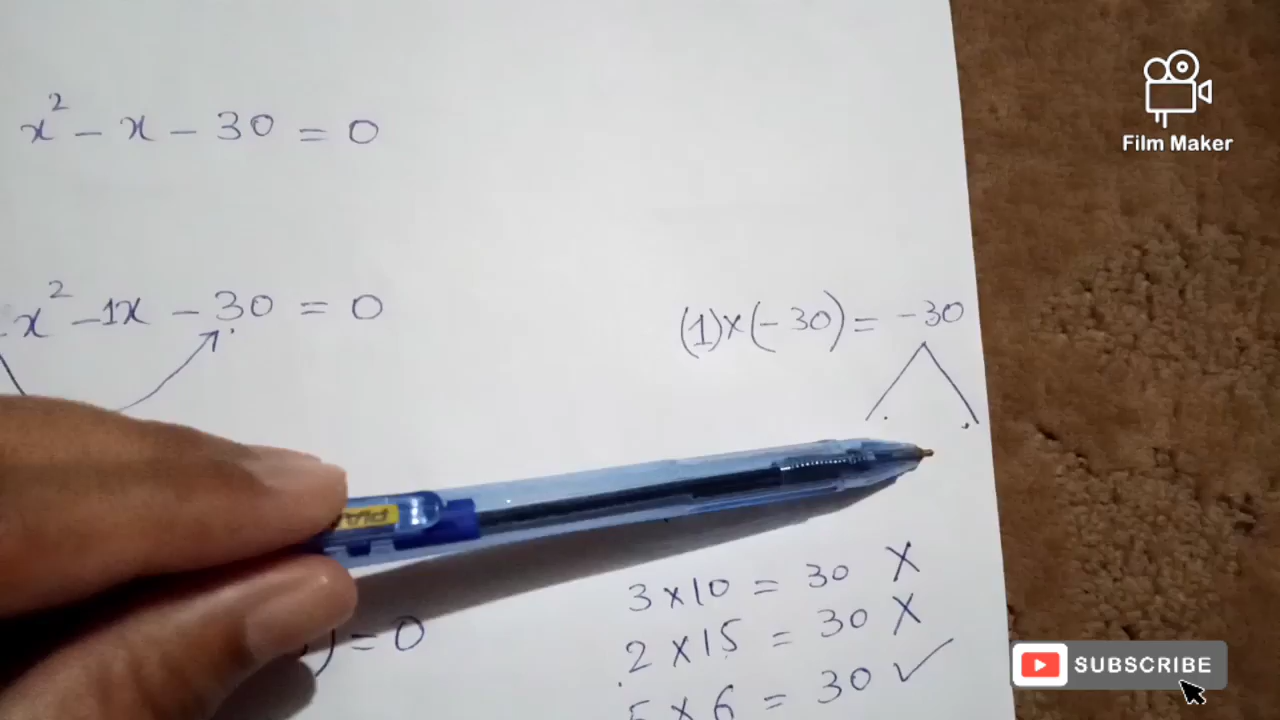 x² - x - 30 = 0
x² - 1x - 30 = 0
(1)×(-30) = -30
3 × 10 = 30 X
2 × 15 = 30 X
5 × 6 = 30 ✓
) = 0
Film Maker
SUBSCRIBE